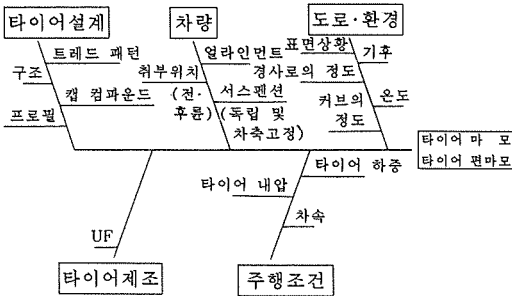 타이어설계
차량
도로·환경
트레드 패턴
구조
캡 컴파운드
프로필
얼라인먼트
취부위치
(전·
후륜)
서스펜션
(독립 및
차축고정)
표면상황
기후
경사로의 정도
온도
커브의
정도
타이어 마 모
타이어 편마모
타이어 하중
타이어 내압
차속
UF
타이어제조
주행조건